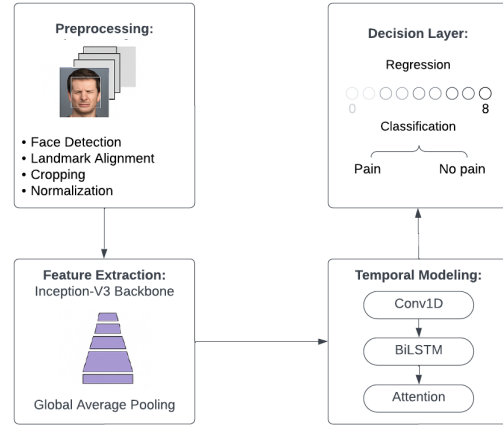 Preprocessing:
• Face Detection
• Landmark Alignment
• Cropping
• Normalization
Feature Extraction:
Inception-V3 Backbone
Global Average Pooling
Temporal Modeling:
Conv1D
BiLSTM
Attention
Decision Layer:
Regression
0 8
Classification
Pain No pain